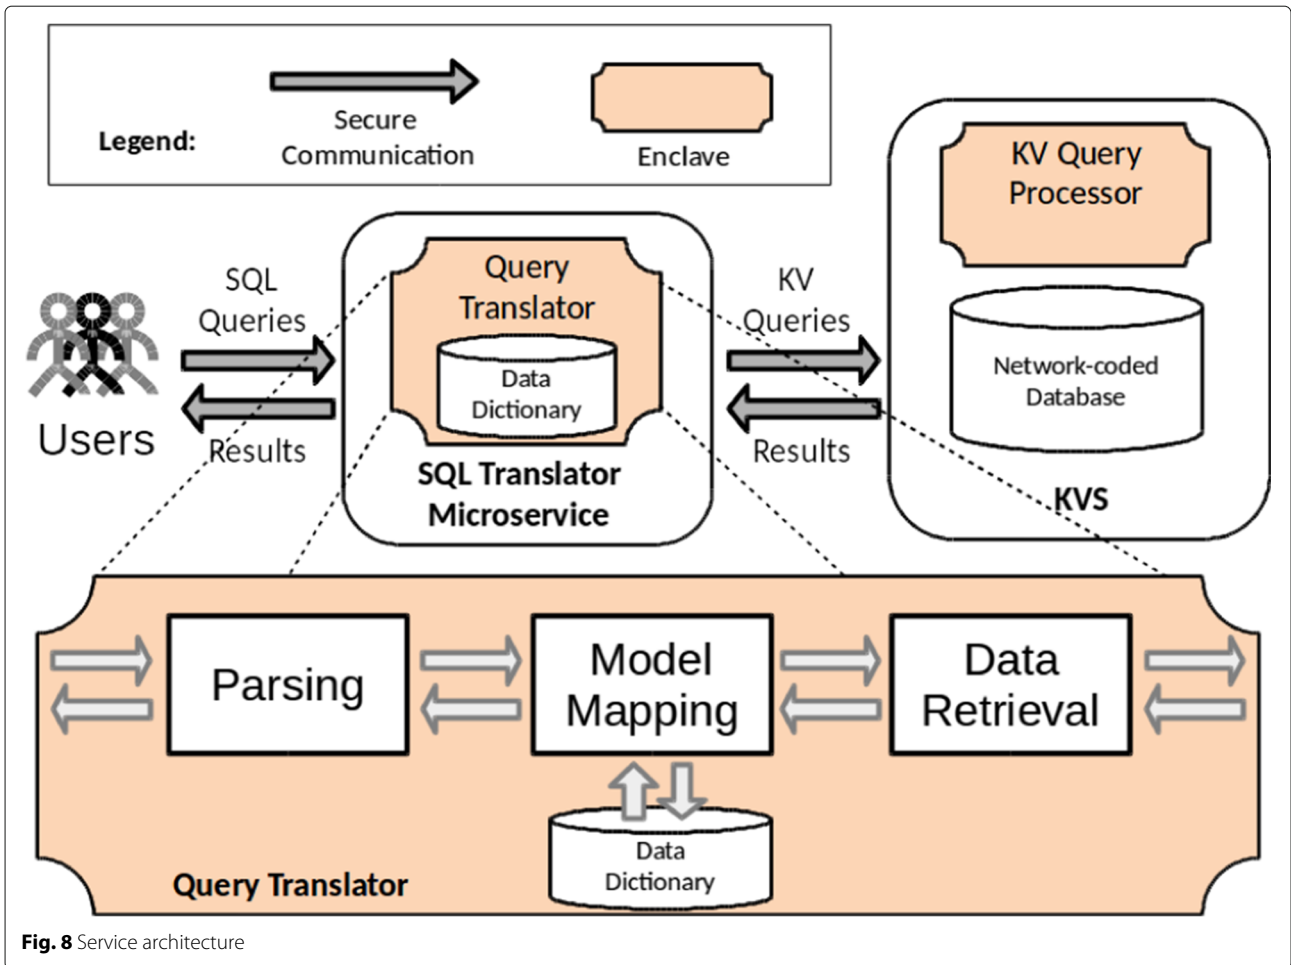 Legend:
Secure
Communication
Enclave
KV Query
Processor
Network-coded
Database
KVS
Users
SQL
Queries
Results
Query
Translator
Data
Dictionary
SQL Translator
Microservice
KV
Queries
Results
Parsing
Model
Mapping
Data
Retrieval
Data
Dictionary
Query Translator
Fig. 8 Service architecture